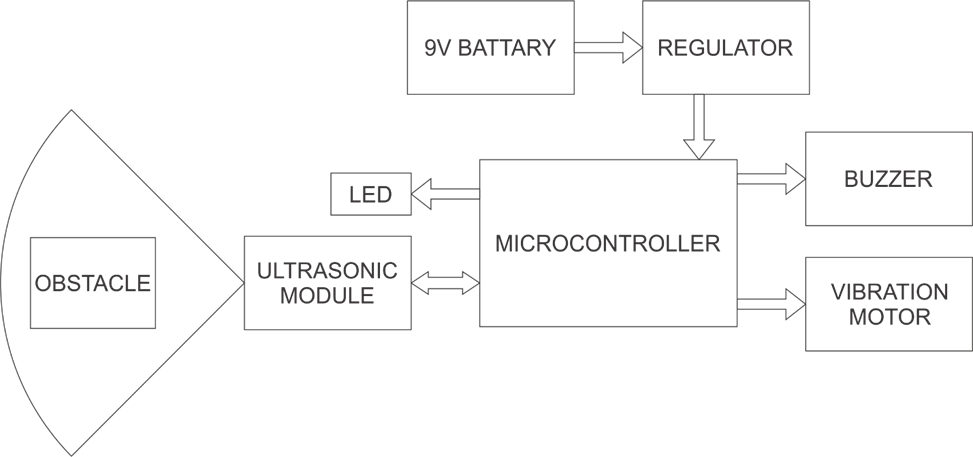 9V BATTARY
REGULATOR
BUZZER
LED
MICROCONTROLLER
OBSTACLE
ULTRASONIC
MODULE
VIBRATION
MOTOR